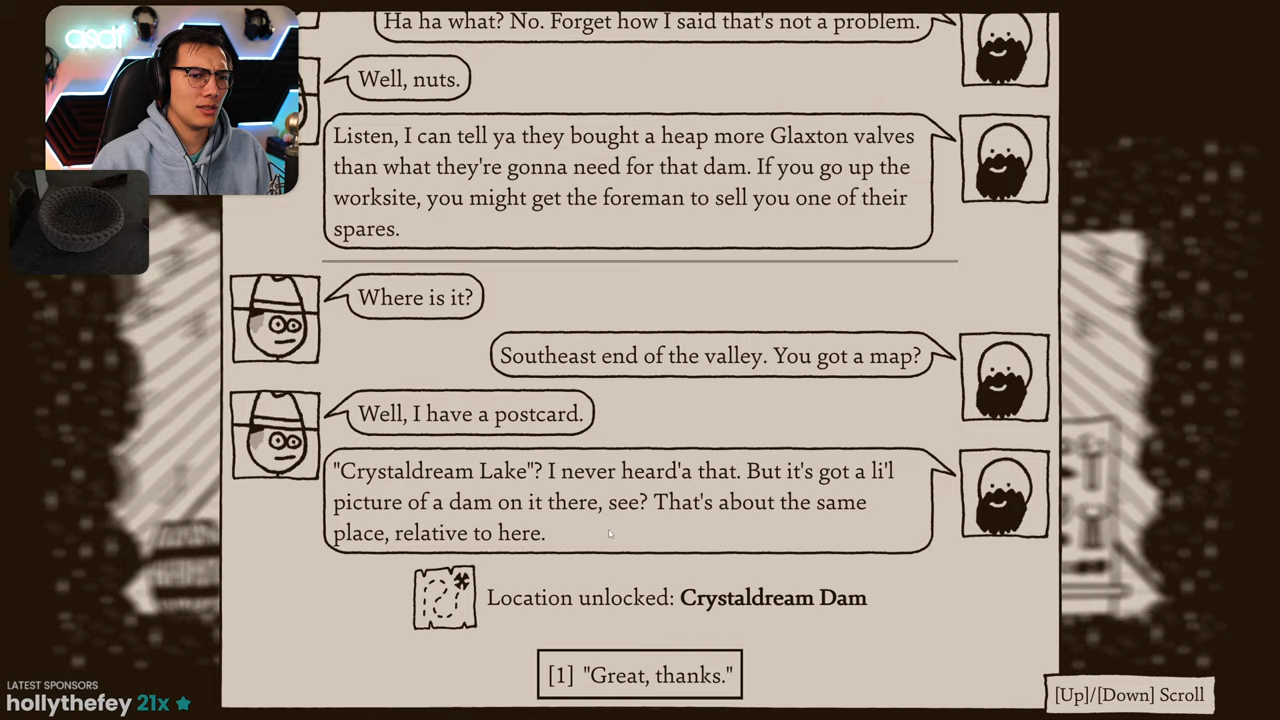 Ha ha what? No. Forget how I said that's not a problem.
Well, nuts.
Listen, I can tell ya they bought a heap more Glaxton valves
than what they're gonna need for that dam. If you go up the
worksite, you might get the foreman to sell you one of their
spares.
Where is it?
Southeast end of the valley. You got a map?
Well, I have a postcard.
"Crystaldream Lake"? I never heard'a that. But it's got a li'l
picture of a dam on it there, see? That's about the same
place, relative to here.
Location unlocked: Crystaldream Dam
[1] "Great, thanks."
[Up]/[Down] Scroll
LATEST SPONSORS
hollythefey 21x